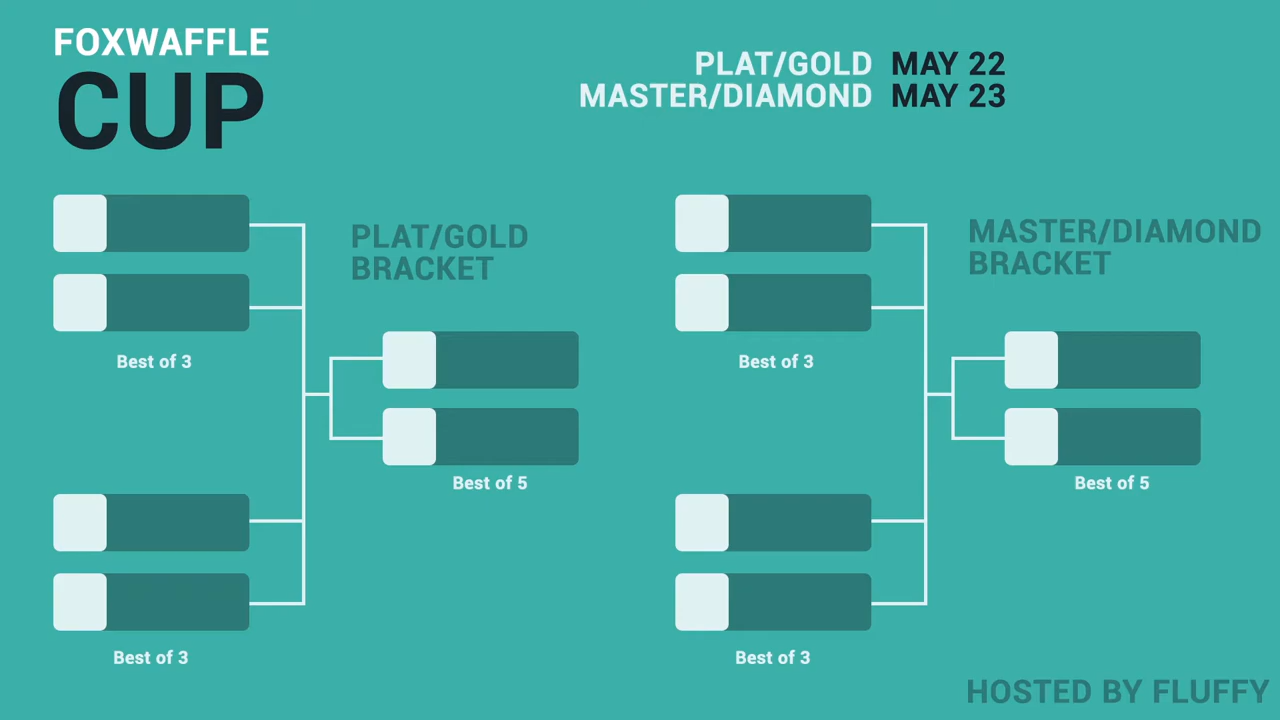 FOXWAFFLE
CUP
PLAT/GOLD MAY 22
MASTER/DIAMOND MAY 23
PLAT/GOLD
BRACKET
Best of 3
Best of 5
Best of 3
MASTER/DIAMOND
BRACKET
Best of 3
Best of 5
Best of 3
HOSTED BY FLUFFY